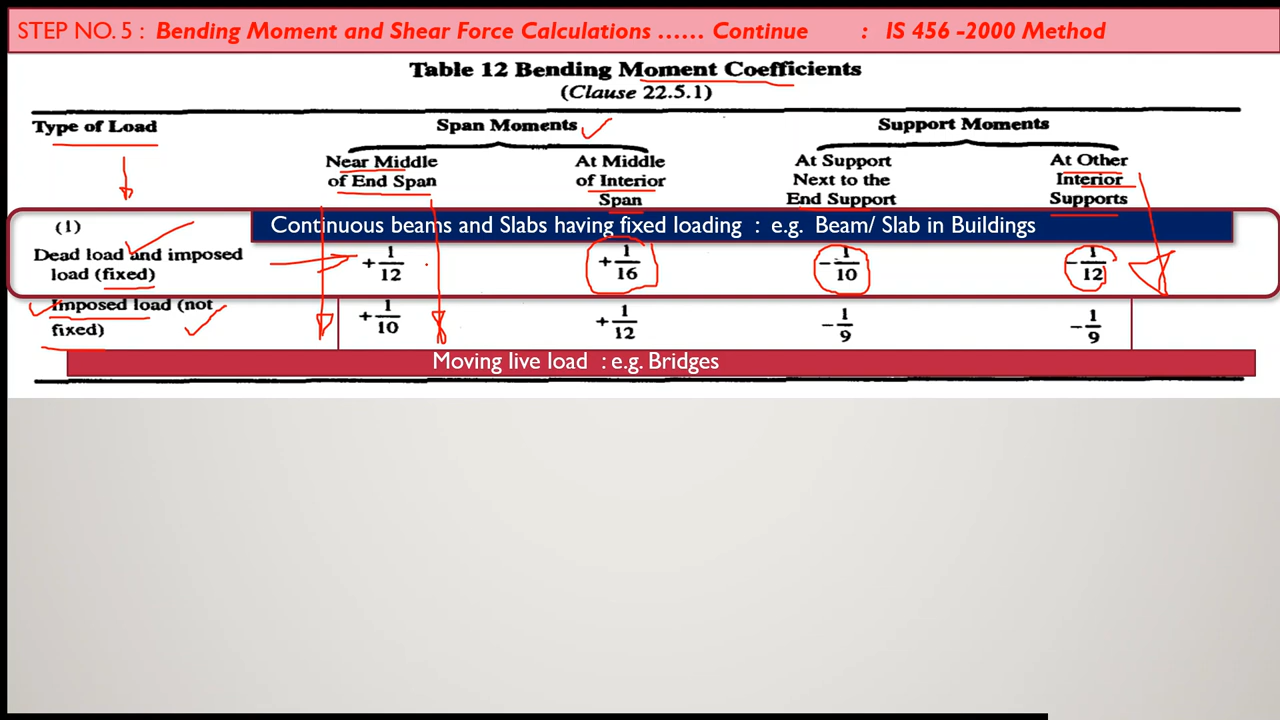 STEP NO. 5 : Bending Moment and Shear Force Calculations ...... Continue : IS 456 -2000 Method
Table 12 Bending Moment Coefficients
(Clause 22.5.1)
Type of Load
Span Moments
Support Moments
Near Middle of End Span
At Middle of Interior Span
At Support Next to the End Support
At Other Interior Supports
(1)
Continuous beams and Slabs having fixed loading : e.g. Beam/ Slab in Buildings
Dead load and imposed load (fixed)
+1/12
+1/16
-1/10
-1/12
Imposed load (not fixed)
+1/10
+1/12
-1/9
-1/9
Moving live load : e.g. Bridges